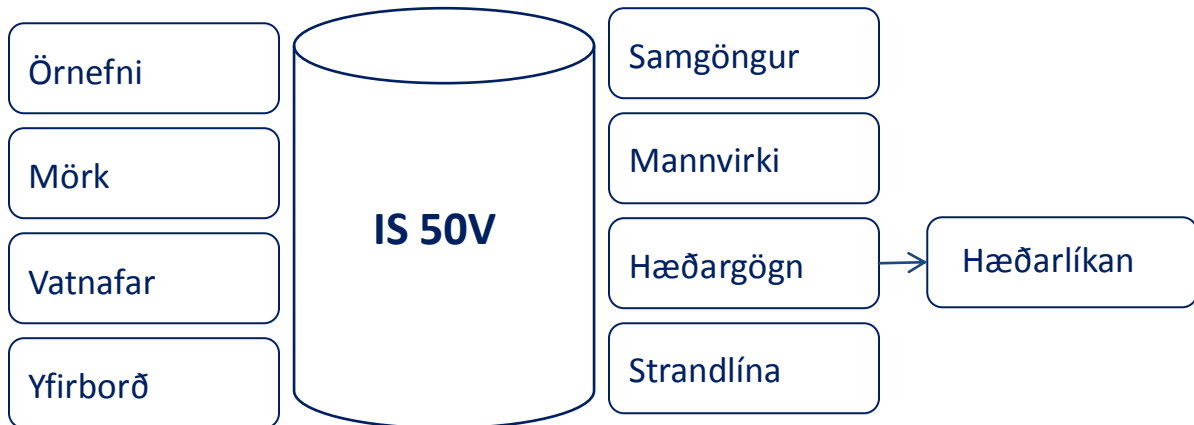 Örnefni
Mörk
Vatnafar
Yfirborð
IS 50V
Samgöngur
Mannvirki
Hæðargögn
Strandlína
Hæðarlíkan